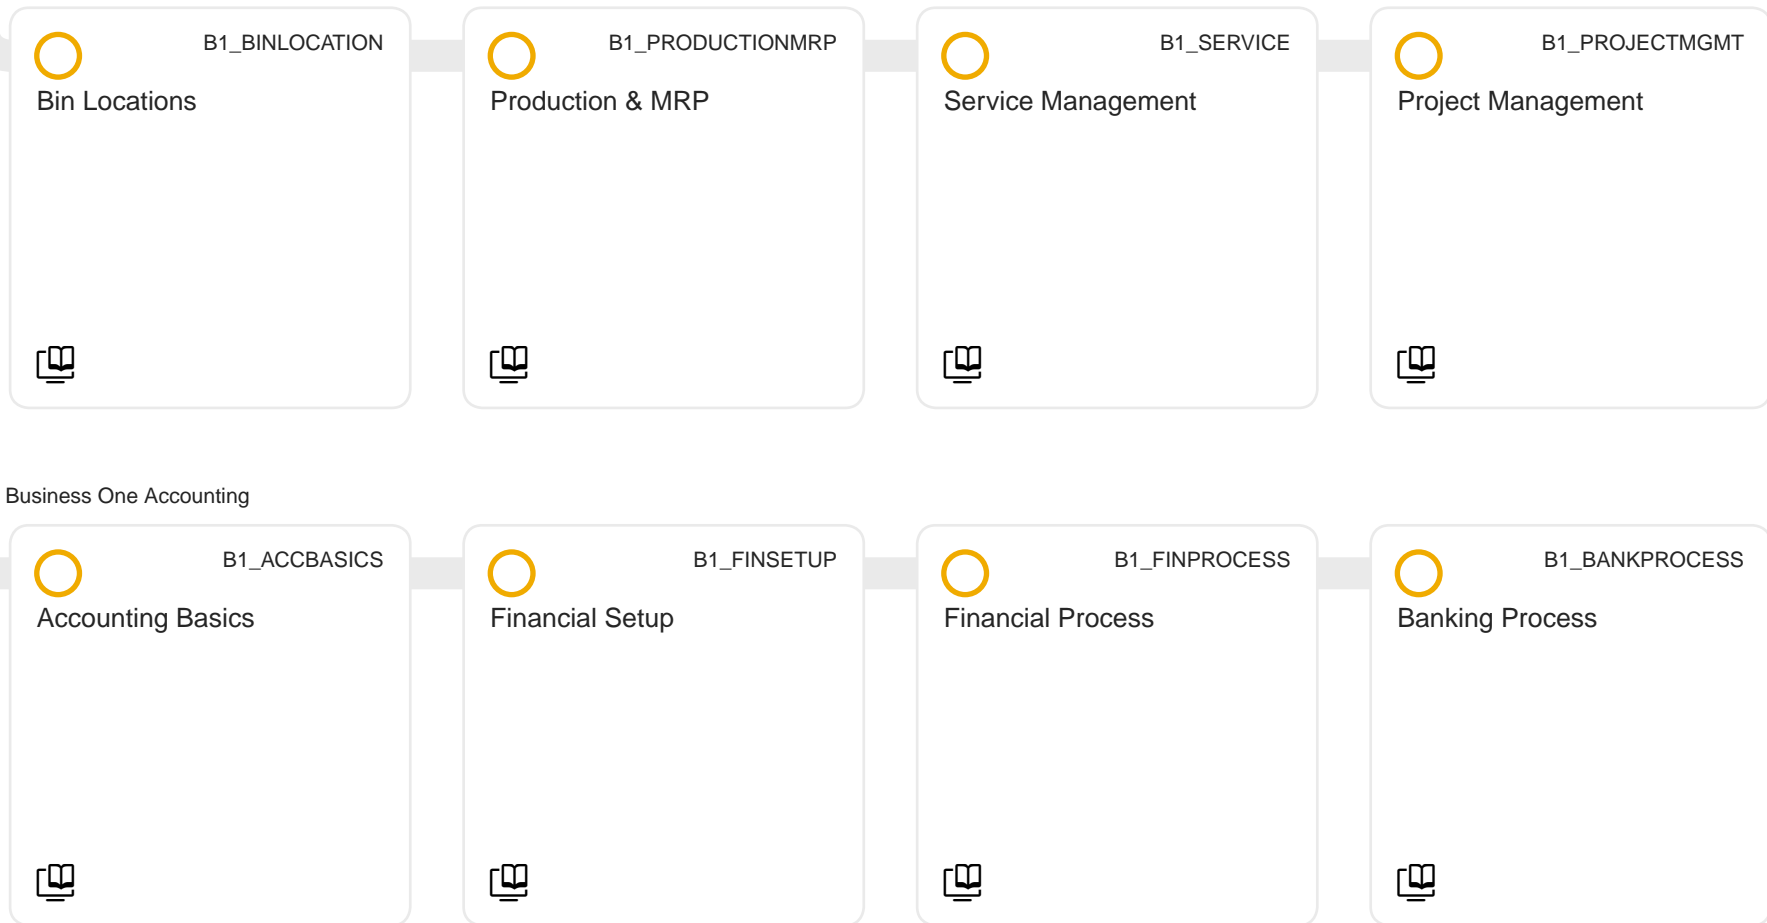 B1_BINLOCATION
Bin Locations
B1_PRODUCTIONMRP
Production & MRP
B1_SERVICE
Service Management
B1_PROJECTMGMT
Project Management
Business One Accounting
B1_ACCBASICS
Accounting Basics
B1_FINSETUP
Financial Setup
B1_FINPROCESS
Financial Process
B1_BANKPROCESS
Banking Process